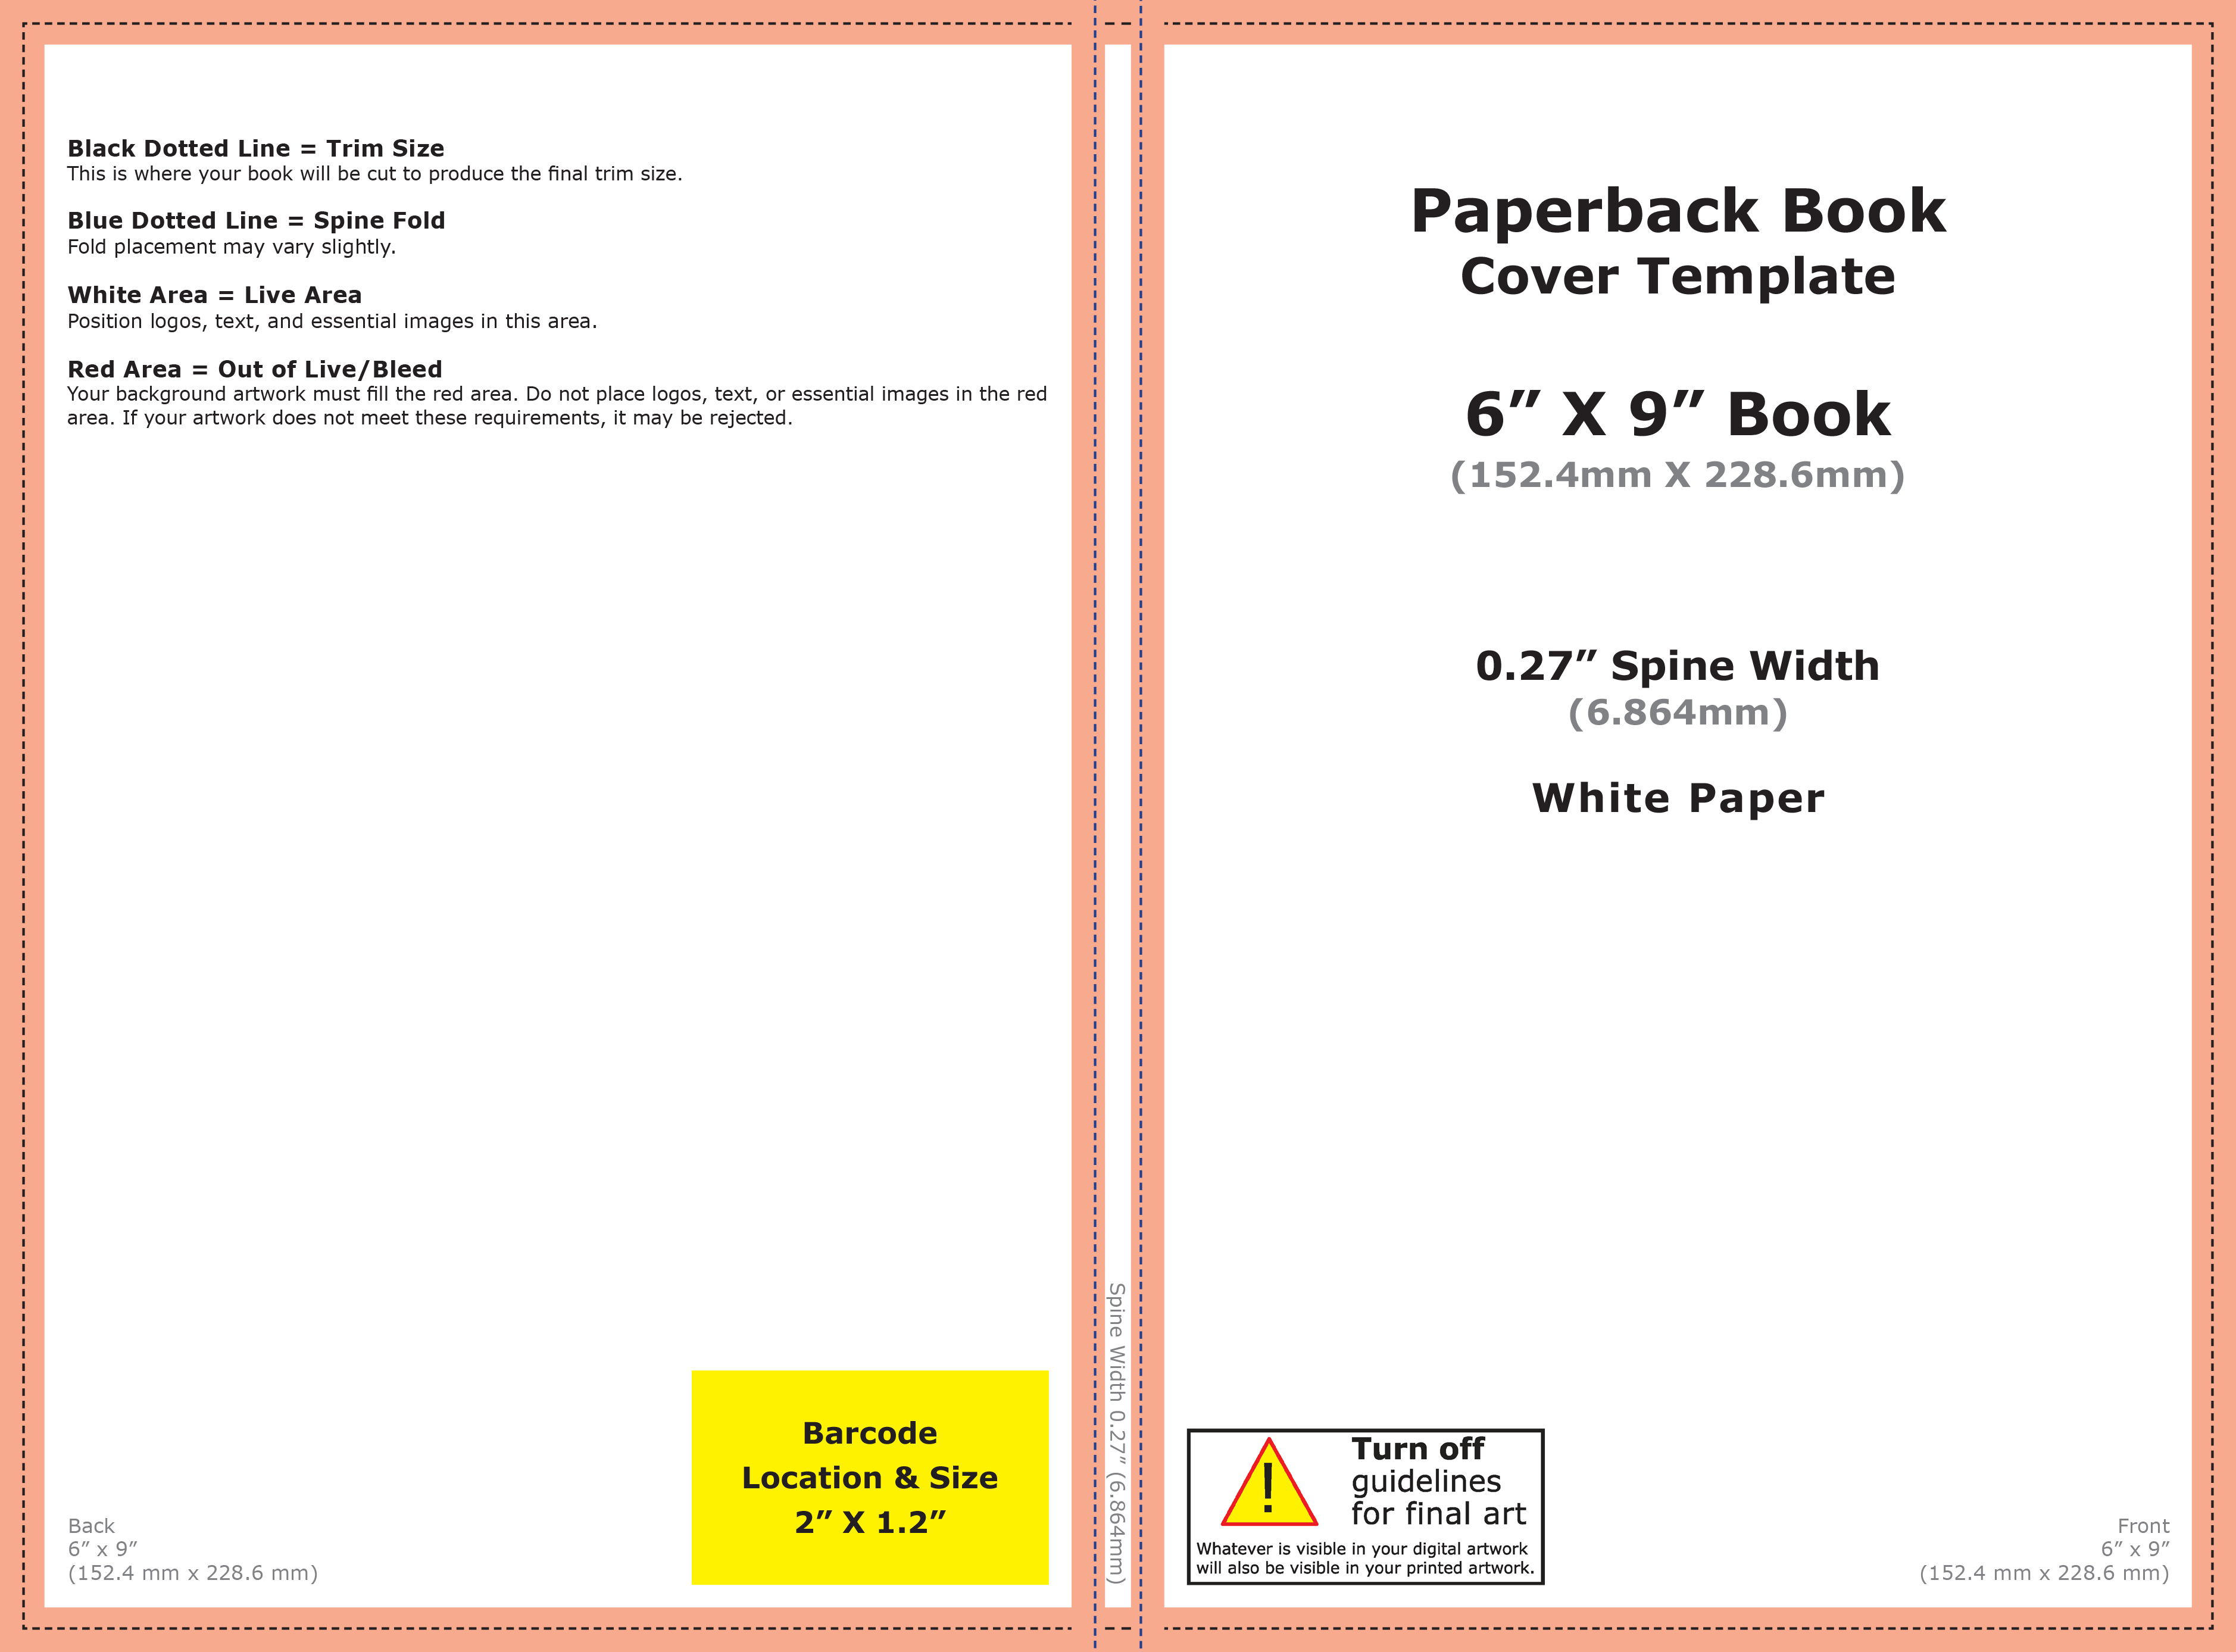 Black Dotted Line = Trim Size
This is where your book will be cut to produce the final trim size.
Blue Dotted Line = Spine Fold
Fold placement may vary slightly.
White Area = Live Area
Position logos, text, and essential images in this area.
Red Area = Out of Live/Bleed
Your background artwork must fill the red area. Do not place logos, text, or essential images in the red
area. If your artwork does not meet these requirements, it may be rejected.
Barcode
Location & Size
2″ X 1.2″
Back
6″ x 9″
(152.4 mm x 228.6 mm)
Spine Width 0.27″ (6.864mm)
Paperback Book
Cover Template
6″ X 9″ Book
(152.4mm X 228.6mm)
0.27″ Spine Width
(6.864mm)
White Paper
!
Turn off
guidelines
for final art
Whatever is visible in your digital artwork
will also be visible in your printed artwork.
Front
6″ x 9″
(152.4 mm x 228.6 mm)